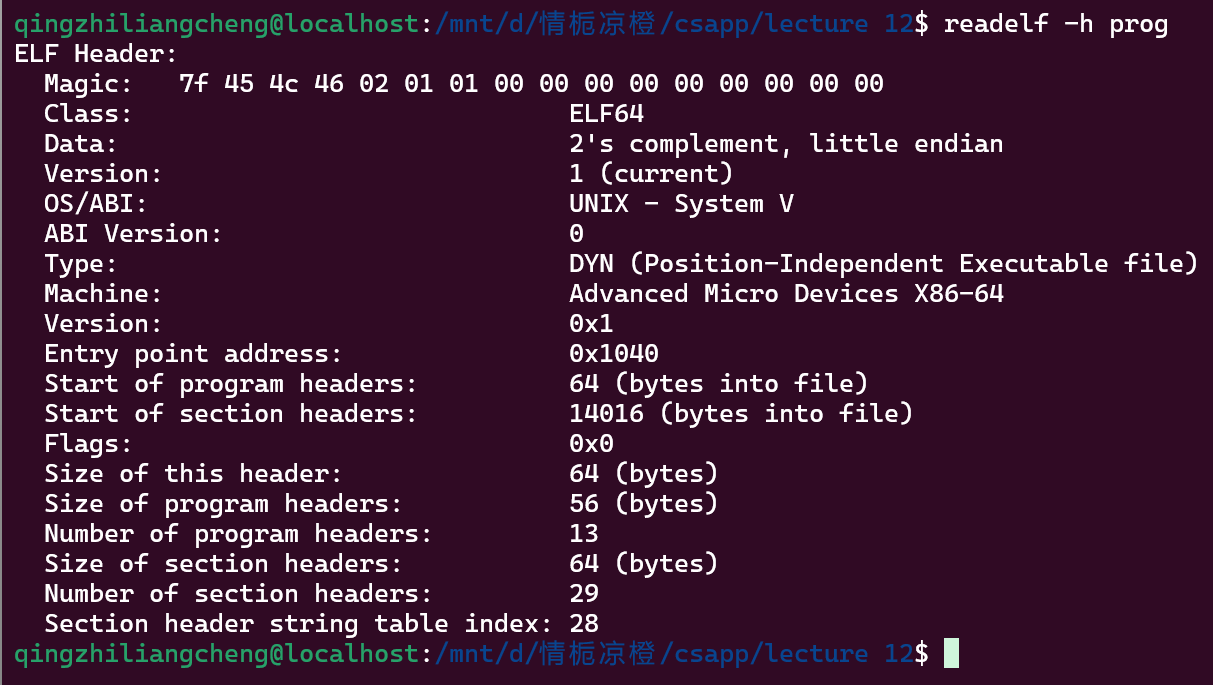 qingzhiliangcheng@localhost:/mnt/d/情栀凉橙/csapp/lecture 12$ readelf -h prog
ELF Header:
  Magic:   7f 45 4c 46 02 01 01 00 00 00 00 00 00 00 00 00
  Class:                             ELF64
  Data:                              2's complement, little endian
  Version:                           1 (current)
  OS/ABI:                            UNIX - System V
  ABI Version:                       0
  Type:                              DYN (Position-Independent Executable file)
  Machine:                           Advanced Micro Devices X86-64
  Version:                           0x1
  Entry point address:               0x1040
  Start of program headers:          64 (bytes into file)
  Start of section headers:          14016 (bytes into file)
  Flags:                             0x0
  Size of this header:               64 (bytes)
  Size of program headers:           56 (bytes)
  Number of program headers:         13
  Size of section headers:           64 (bytes)
  Number of section headers:         29
  Section header string table index: 28
qingzhiliangcheng@localhost:/mnt/d/情栀凉橙/csapp/lecture 12$